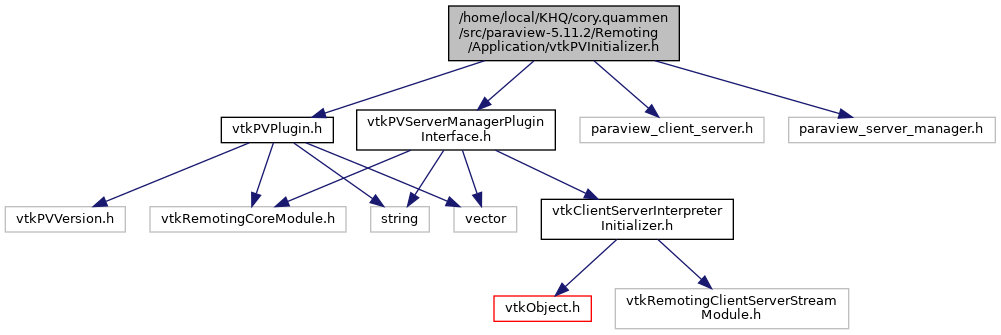 /home/local/KHQ/cory.quammen
/src/paraview-5.11.2/Remoting
/Application/vtkPVInitializer.h
vtkPVPlugin.h
vtkPVServerManagerPlugin
Interface.h
paraview_client_server.h
paraview_server_manager.h
vtkPVVersion.h
vtkRemotingCoreModule.h
string
vector
vtkClientServerInterpreter
Initializer.h
vtkObject.h
vtkRemotingClientServerStream
Module.h